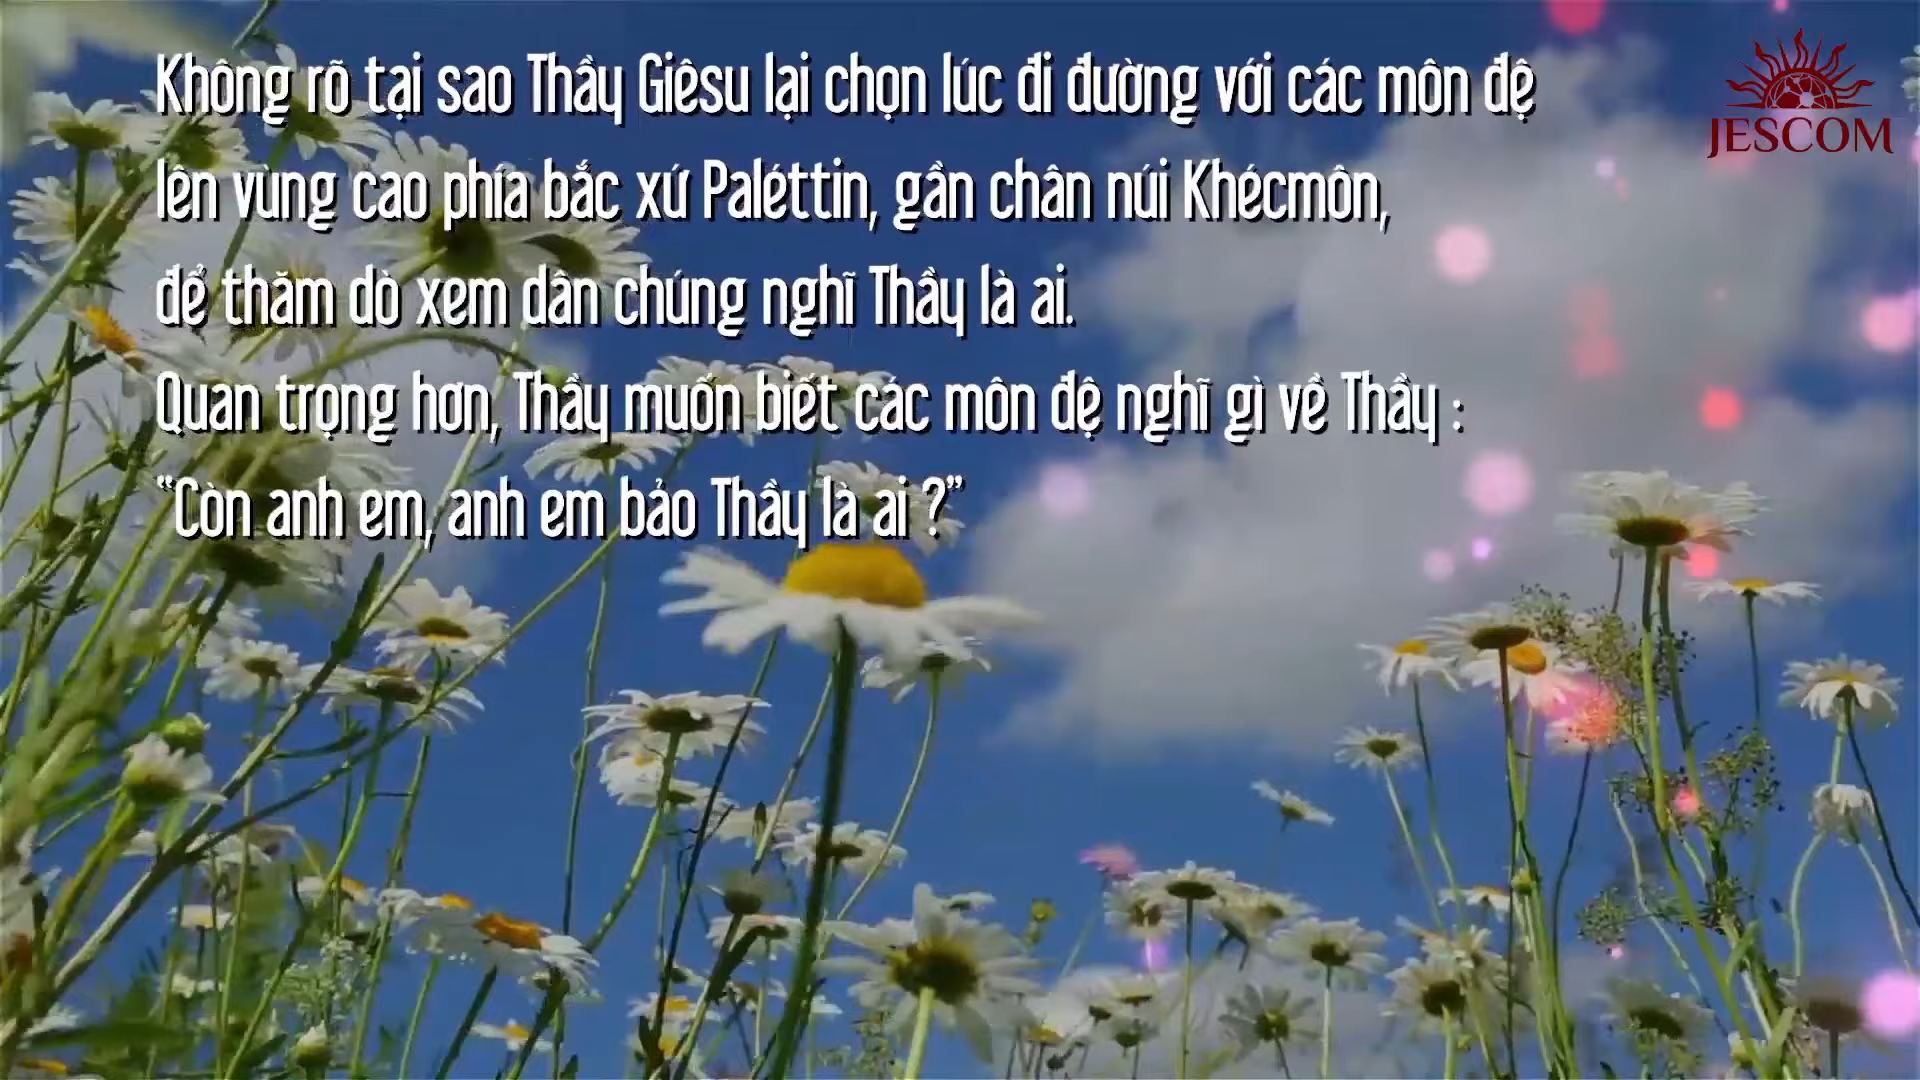 Không rõ tại sao Thầy Giêsu lại chọn lúc đi đường với các môn đệ
lên vùng cao phía bắc xứ Paléttin, gần chân núi Khécmôn,
để thăm dò xem dân chúng nghĩ Thầy là ai.
Quan trọng hơn, Thầy muốn biết các môn đệ nghĩ gì về Thầy :
“Còn anh em, anh em bảo Thầy là ai ?”
JESCOM